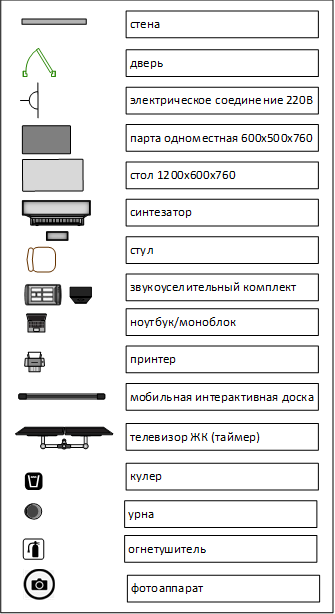 стена
дверь
электрическое соединение 220В
парта одноместная 600х500х760
стол 1200х600х760
синтезатор
стул
звукоуселительный комплект
ноутбук/моноблок
принтер
мобильная интерактивная доска
телевизор ЖК (таймер)
кулер
урна
огнетушитель
фотоаппарат